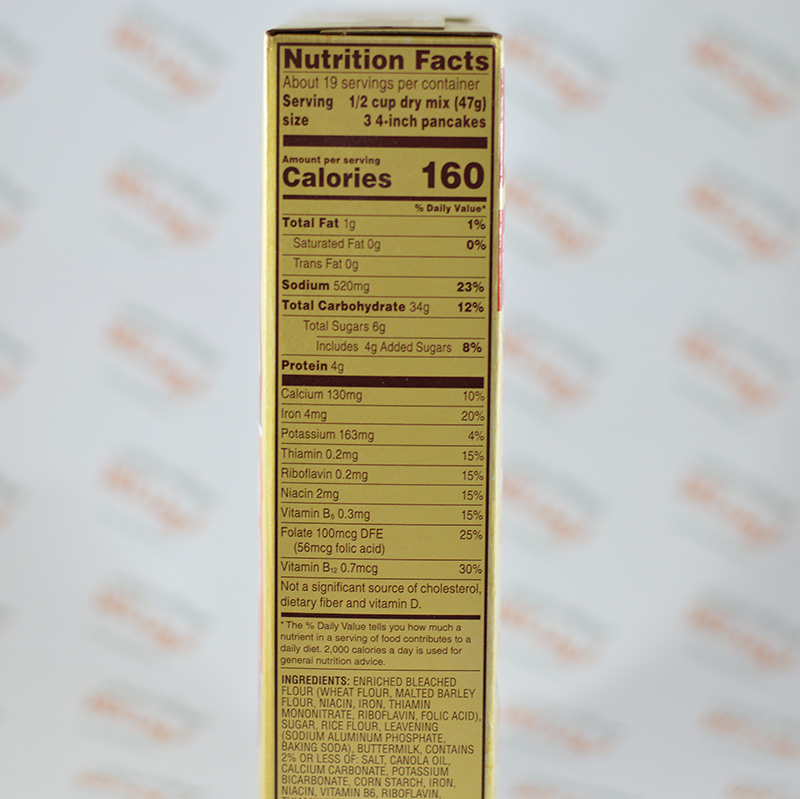 Nutrition Facts
About 19 servings per container
Serving 1/2 cup dry mix (47g)
size 3 4-inch pancakes
Amount per serving
Calories 160
% Daily Value*
Total Fat 1g 1%
Saturated Fat 0g 0%
Trans Fat 0g
Sodium 520mg 23%
Total Carbohydrate 34g 12%
Total Sugars 6g
Includes 4g Added Sugars 8%
Protein 4g
Calcium 130mg 10%
Iron 4mg 20%
Potassium 163mg 4%
Thiamin 0.2mg 15%
Riboflavin 0.2mg 15%
Niacin 2mg 15%
Vitamin B₆ 0.3mg 15%
Folate 100mcg DFE 25%
(56mcg folic acid)
Vitamin B₁₂ 0.7mcg 30%
Not a significant source of cholesterol,
dietary fiber and vitamin D.
*The % Daily Value tells you how much a
nutrient in a serving of food contributes to a
daily diet. 2,000 calories a day is used for
general nutrition advice.
INGREDIENTS: ENRICHED BLEACHED
FLOUR (WHEAT FLOUR, MALTED BARLEY
FLOUR, NIACIN, IRON, THIAMIN
MONONITRATE, RIBOFLAVIN, FOLIC ACID),
SUGAR, RICE FLOUR, LEAVENING
(SODIUM ALUMINUM PHOSPHATE,
BAKING SODA), BUTTERMILK, CONTAINS
2% OR LESS OF: SALT, CANOLA OIL,
CALCIUM CARBONATE, POTASSIUM
BICARBONATE, CORN STARCH, IRON,
NIACIN, VITAMIN B6, RIBOFLAVIN,